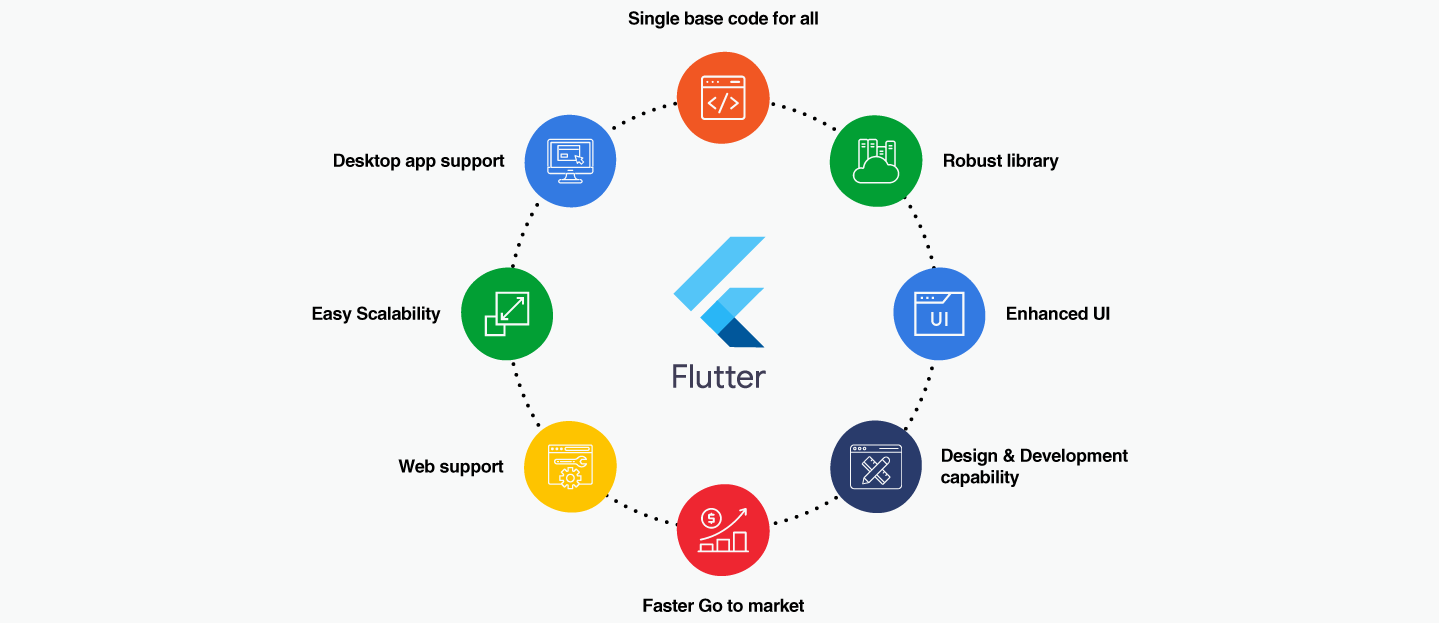 Single base code for all
Desktop app support
Robust library
Easy Scalability
Enhanced UI
UI
$
Flutter
Web support
Design & Development
capability
Faster Go to market